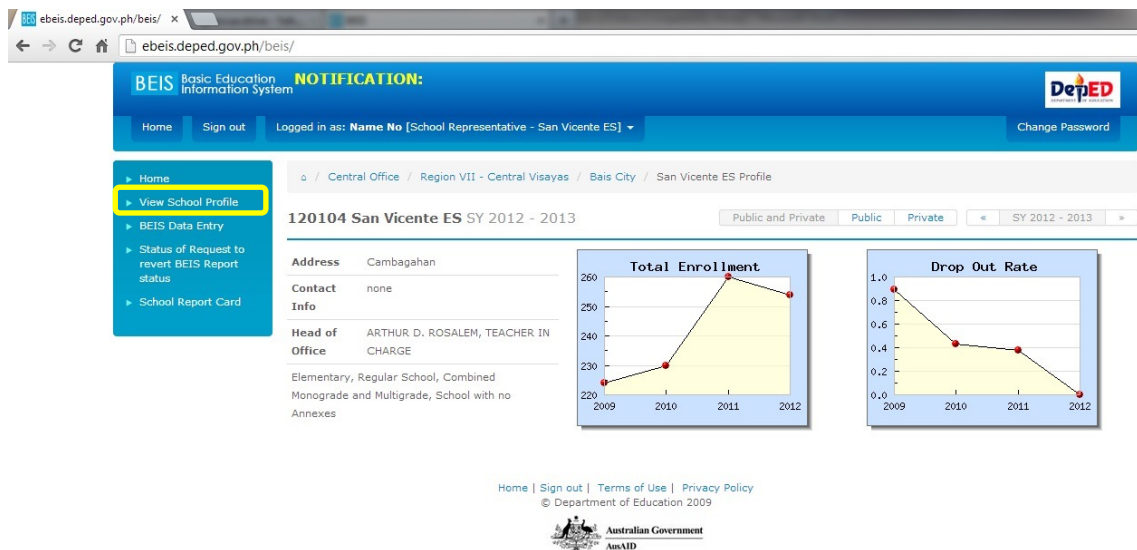 ebeis.deped.gov.ph/beis/ ×
ebeis.deped.gov.ph/beis/
BEIS Basic Education Information System
NOTIFICATION:
DepED
DEPARTMENT OF EDUCATION
Home Sign out Logged in as: Name No [School Representative - San Vicente ES]
Change Password
Home
View School Profile
BEIS Data Entry
Status of Request to
revert BEIS Report
status
School Report Card
/ Central Office / Region VII - Central Visayas / Bais City / San Vicente ES Profile
120104 San Vicente ES SY 2012 - 2013
Public and Private Public Private « SY 2012 - 2013 »
Address Cambagahan
Contact Info none
Head of Office ARTHUR D. ROSALEM, TEACHER IN CHARGE
Elementary, Regular School, Combined
Monograde and Multigrade, School with no
Annexes
Total Enrollment
260
250
240
230
220
2009 2010 2011 2012
Drop Out Rate
1.0
0.8
0.6
0.4
0.2
0.0
2009 2010 2011 2012
Home | Sign out | Terms of Use | Privacy Policy
© Department of Education 2009
Australian Government
AusAID